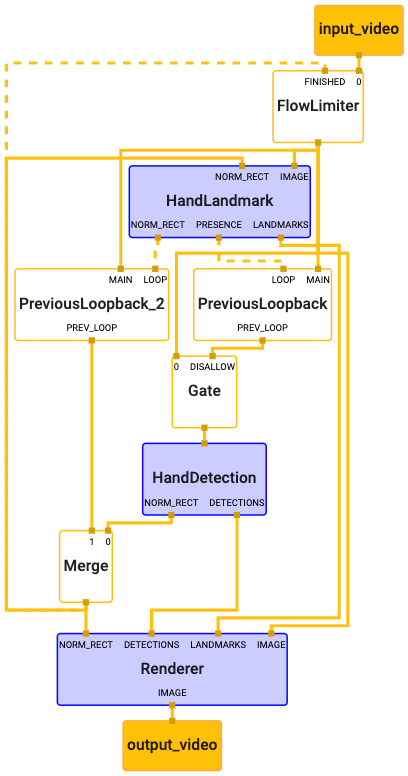 input_video
FINISHED 0
FlowLimiter
NORM_RECT IMAGE
HandLandmark
NORM_RECT PRESENCE LANDMARKS
MAIN LOOP
PreviousLoopback_2
PREV_LOOP
LOOP MAIN
PreviousLoopback
PREV_LOOP
0 DISALLOW
Gate
HandDetection
NORM_RECT DETECTIONS
1 0
Merge
NORM_RECT DETECTIONS LANDMARKS IMAGE
Renderer
IMAGE
output_video